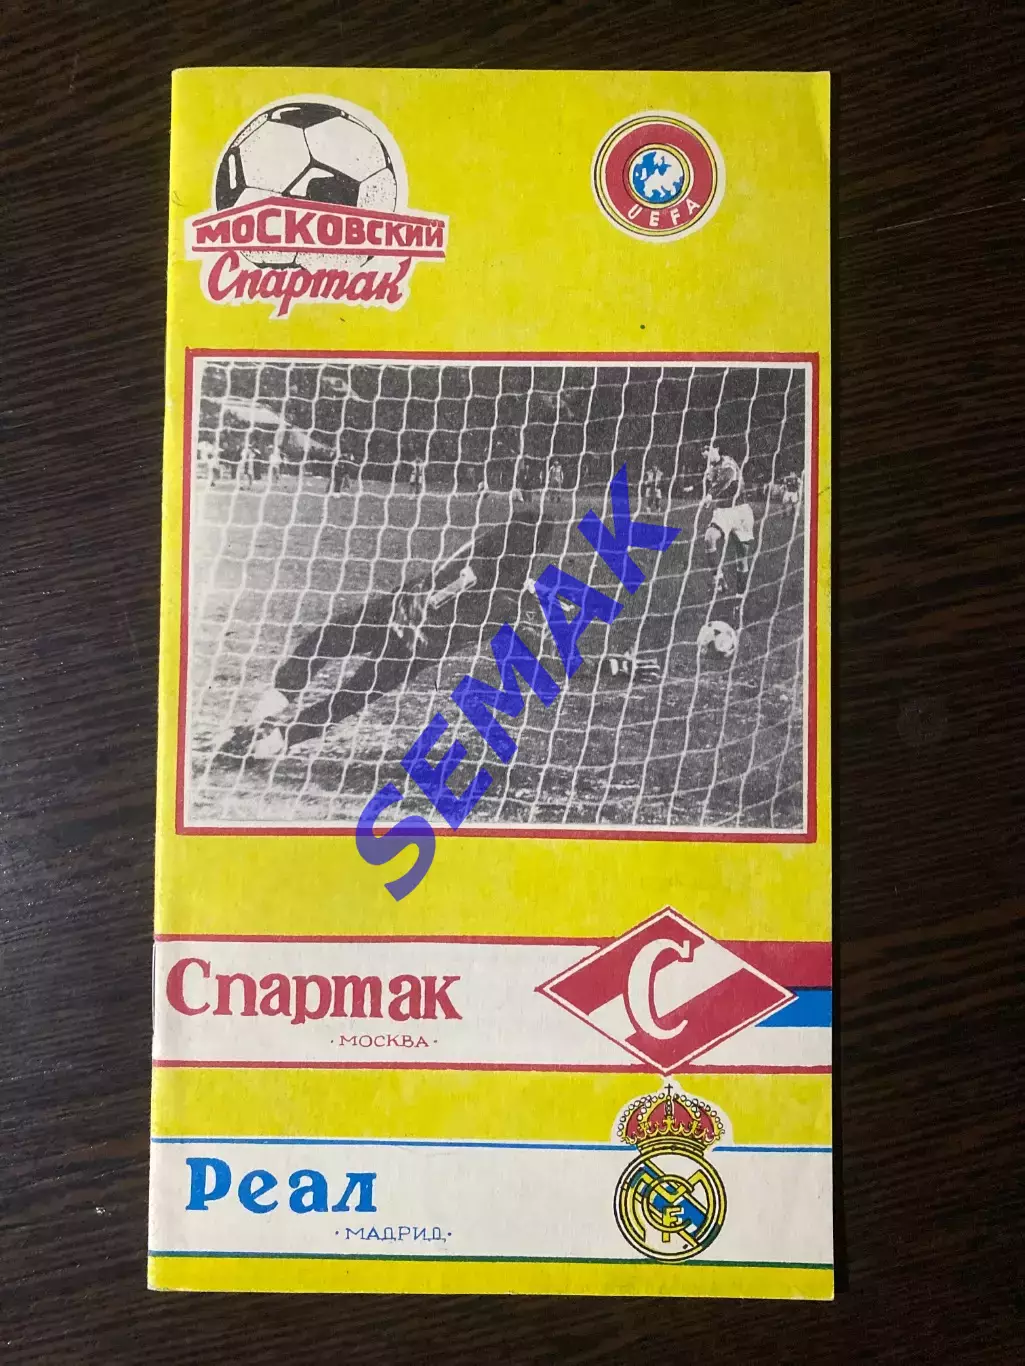 МОСКОВСКИЙ
Спартак
UEFA
SEMAK
Спартак
·МОСКВА·
С
Реал
·МАДРИД·